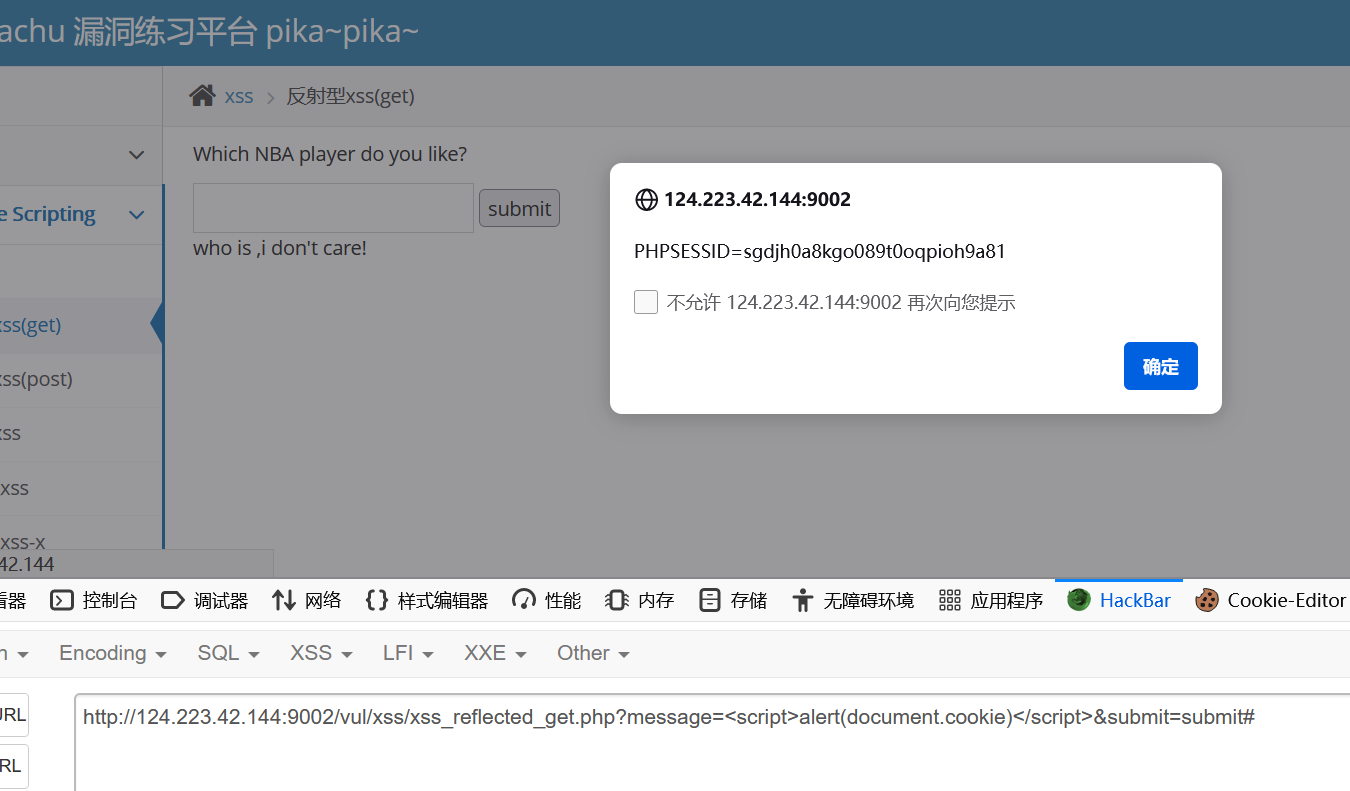 achu 漏洞练习平台 pika~pika~
xss > 反射型xss(get)
Which NBA player do you like?
submit
who is ,i don't care!
e Scripting
xss(get)
xss(post)
xss
xss
xss-x
42.144
124.223.42.144:9002
PHPSESSID=sgdjh0a8kgo089t0oqpioh9a81
不允许 124.223.42.144:9002 再次向您提示
确定
看器 控制台 调试器 网络 样式编辑器 性能 内存 存储 无障碍环境 应用程序 HackBar Cookie-Editor
n Encoding SQL XSS LFI XXE Other
URL
http://124.223.42.144:9002/vul/xss/xss_reflected_get.php?message=<script>alert(document.cookie)</script>&submit=submit#
RL